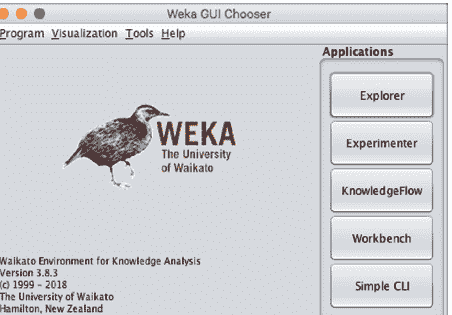 Weka GUI Chooser
Program Visualization Tools Help
Applications
Explorer
Experimenter
KnowledgeFlow
Workbench
Simple CLI
WEKA
The University
of Waikato
Waikato Environment for Knowledge Analysis
Version 3.8.3
(c) 1999 - 2018
The University of Waikato
Hamilton, New Zealand